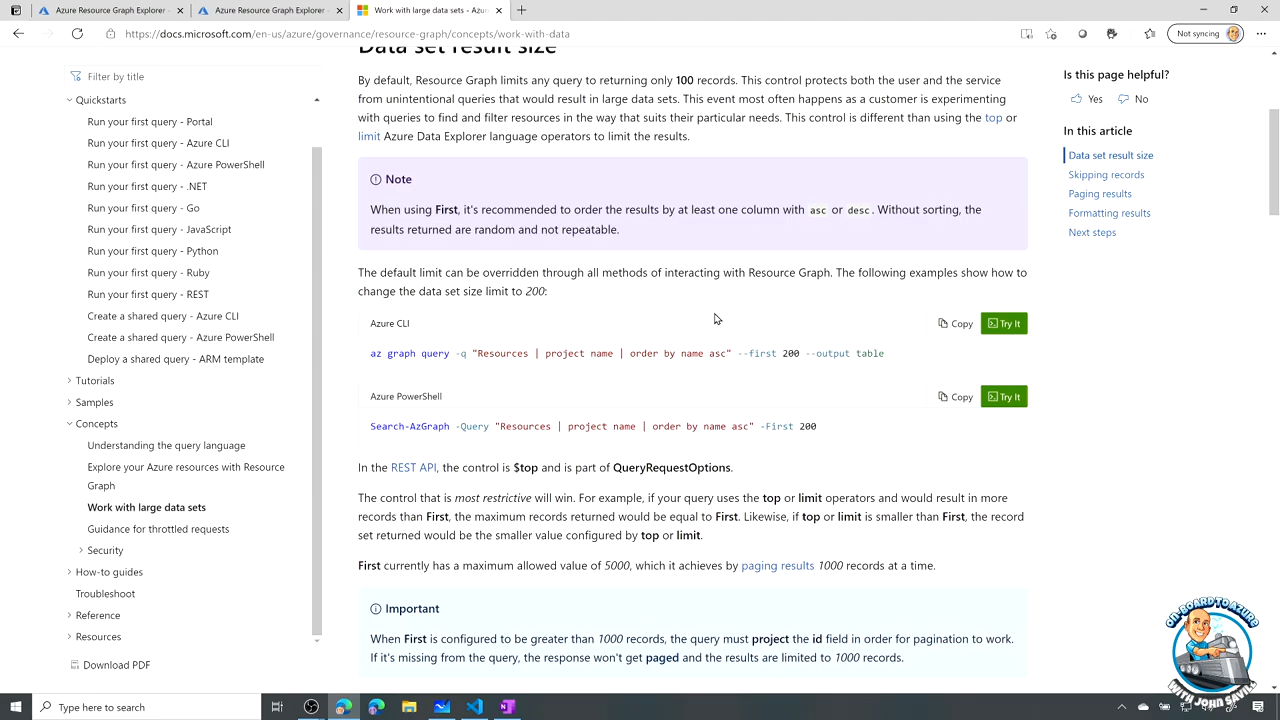 Azure Resource Graph Explorer -
Azure Resource Graph Explorer -
Work with large data sets - Azur
https://docs.microsoft.com/en-us/azure/governance/resource-graph/concepts/work-with-data
Not syncing
Filter by title
Quickstarts
Run your first query - Portal
Run your first query - Azure CLI
Run your first query - Azure PowerShell
Run your first query - .NET
Run your first query - Go
Run your first query - JavaScript
Run your first query - Python
Run your first query - Ruby
Run your first query - REST
Create a shared query - Azure CLI
Create a shared query - Azure PowerShell
Deploy a shared query - ARM template
Tutorials
Samples
Concepts
Understanding the query language
Explore your Azure resources with Resource
Graph
Work with large data sets
Guidance for throttled requests
Security
How-to guides
Troubleshoot
Reference
Resources
Download PDF
Data set result size
By default, Resource Graph limits any query to returning only 100 records. This control protects both the user and the service
from unintentional queries that would result in large data sets. This event most often happens as a customer is experimenting
with queries to find and filter resources in the way that suits their particular needs. This control is different than using the top or
limit Azure Data Explorer language operators to limit the results.
Note
When using First, it's recommended to order the results by at least one column with asc or desc. Without sorting, the
results returned are random and not repeatable.
The default limit can be overridden through all methods of interacting with Resource Graph. The following examples show how to
change the data set size limit to 200:
Azure CLI Copy Try It
az graph query -q "Resources | project name | order by name asc" --first 200 --output table
Azure PowerShell Copy Try It
Search-AzGraph -Query "Resources | project name | order by name asc" -First 200
In the REST API, the control is $top and is part of QueryRequestOptions.
The control that is most restrictive will win. For example, if your query uses the top or limit operators and would result in more
records than First, the maximum records returned would be equal to First. Likewise, if top or limit is smaller than First, the record
set returned would be the smaller value configured by top or limit.
First currently has a maximum allowed value of 5000, which it achieves by paging results 1000 records at a time.
Important
When First is configured to be greater than 1000 records, the query must project the id field in order for pagination to work.
If it's missing from the query, the response won't get paged and the results are limited to 1000 records.
Is this page helpful?
Yes No
In this article
Data set result size
Skipping records
Paging results
Formatting results
Next steps
ON-BOARD TO AZURE
WITH JOHN SAVILL
Type here to search